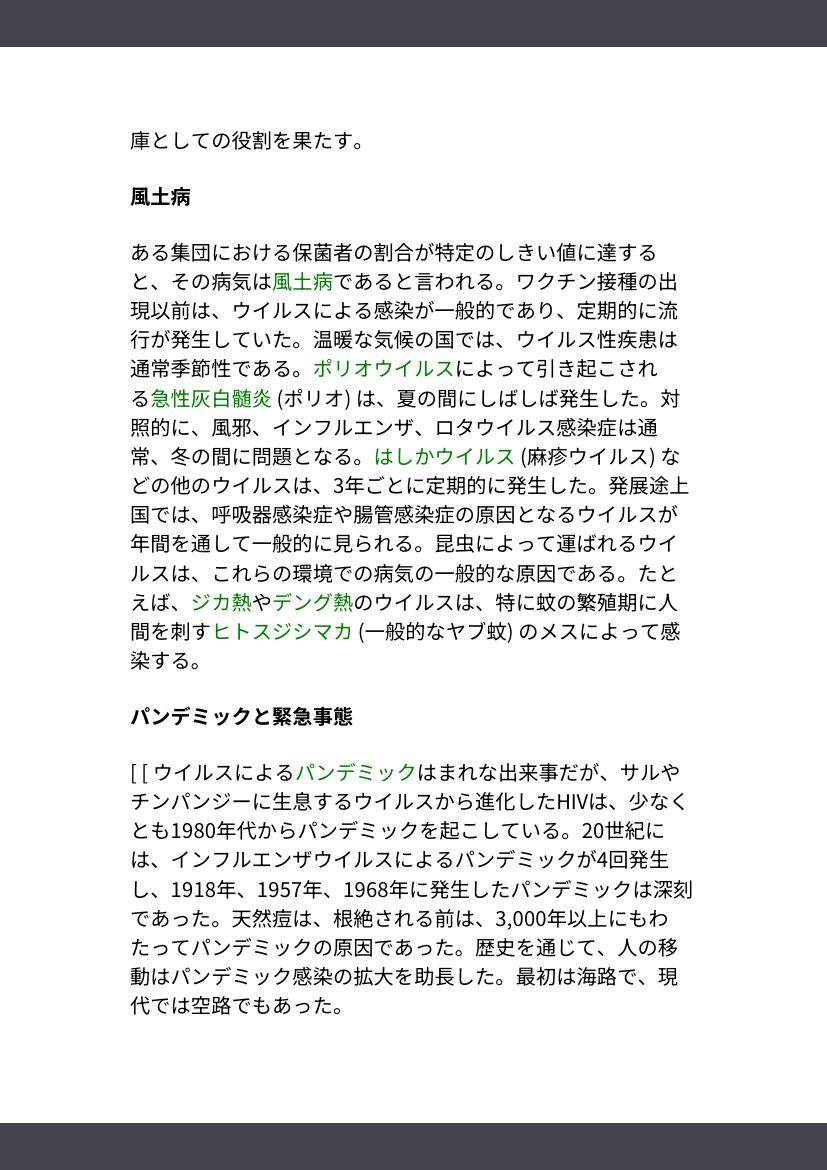 庫としての役割を果たす。
風土病
ある集団における保菌者の割合が特定のしきい値に達する
と、その病気は風土病であると言われる。ワクチン接種の出
現以前は、ウイルスによる感染が一般的であり、定期的に流
行が発生していた。温暖な気候の国では、ウイルス性疾患は
通常季節性である。ポリオウイルスによって引き起こされ
る急性灰白髄炎 (ポリオ) は、夏の間にしばしば発生した。対
照的に、風邪、インフルエンザ、ロタウイルス感染症は通
常、冬の間に問題となる。はしかウイルス (麻疹ウイルス) な
どの他のウイルスは、3年ごとに定期的に発生した。発展途上
国では、呼吸器感染症や腸管感染症の原因となるウイルスが
年間を通して一般的に見られる。昆虫によって運ばれるウイ
ルスは、これらの環境での病気の一般的な原因である。たと
えば、ジカ熱やデング熱のウイルスは、特に蚊の繁殖期に人
間を刺すヒトスジシマカ (一般的なヤブ蚊) のメスによって感
染する。
パンデミックと緊急事態
[ [ ウイルスによるパンデミックはまれな出来事だが、サルや
チンパンジーに生息するウイルスから進化したHIVは、少なく
とも1980年代からパンデミックを起こしている。20世紀に
は、インフルエンザウイルスによるパンデミックが4回発生
し、1918年、1957年、1968年に発生したパンデミックは深刻
であった。天然痘は、根絶される前は、3,000年以上にもわ
たってパンデミックの原因であった。歴史を通じて、人の移
動はパンデミック感染の拡大を助長した。最初は海路で、現
代では空路でもあった。